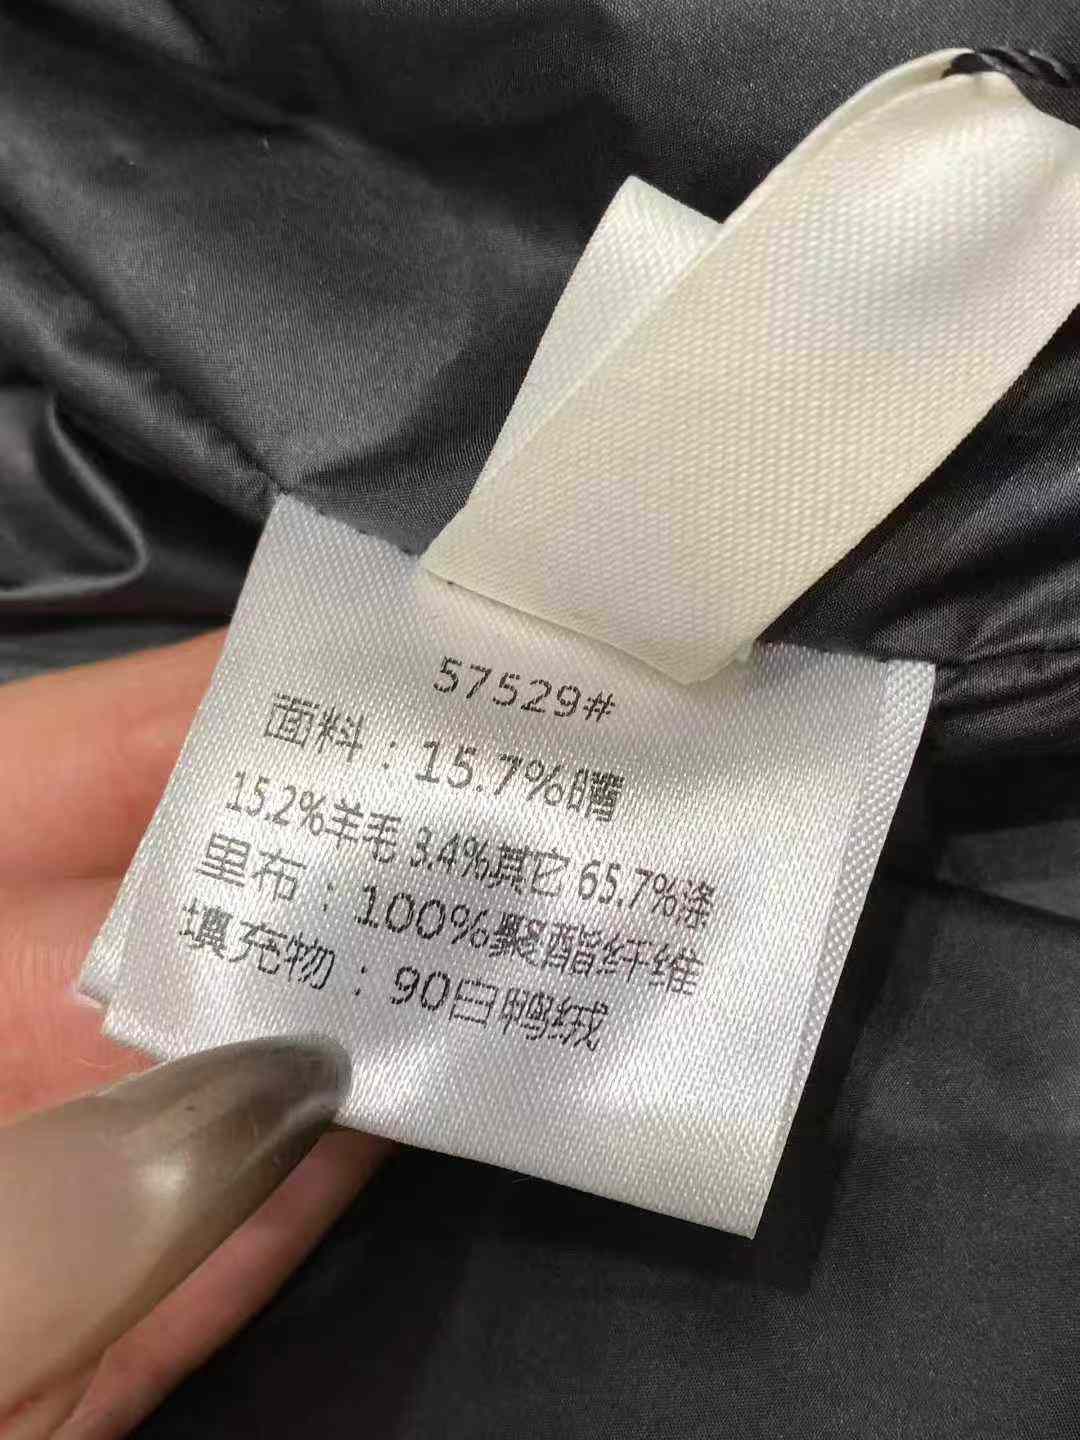 57529#
面料：15.7%腈
15.2%羊毛 3.4%其它 65.7%涤
里布：100%聚酯纤维
填充物：90白鸭绒